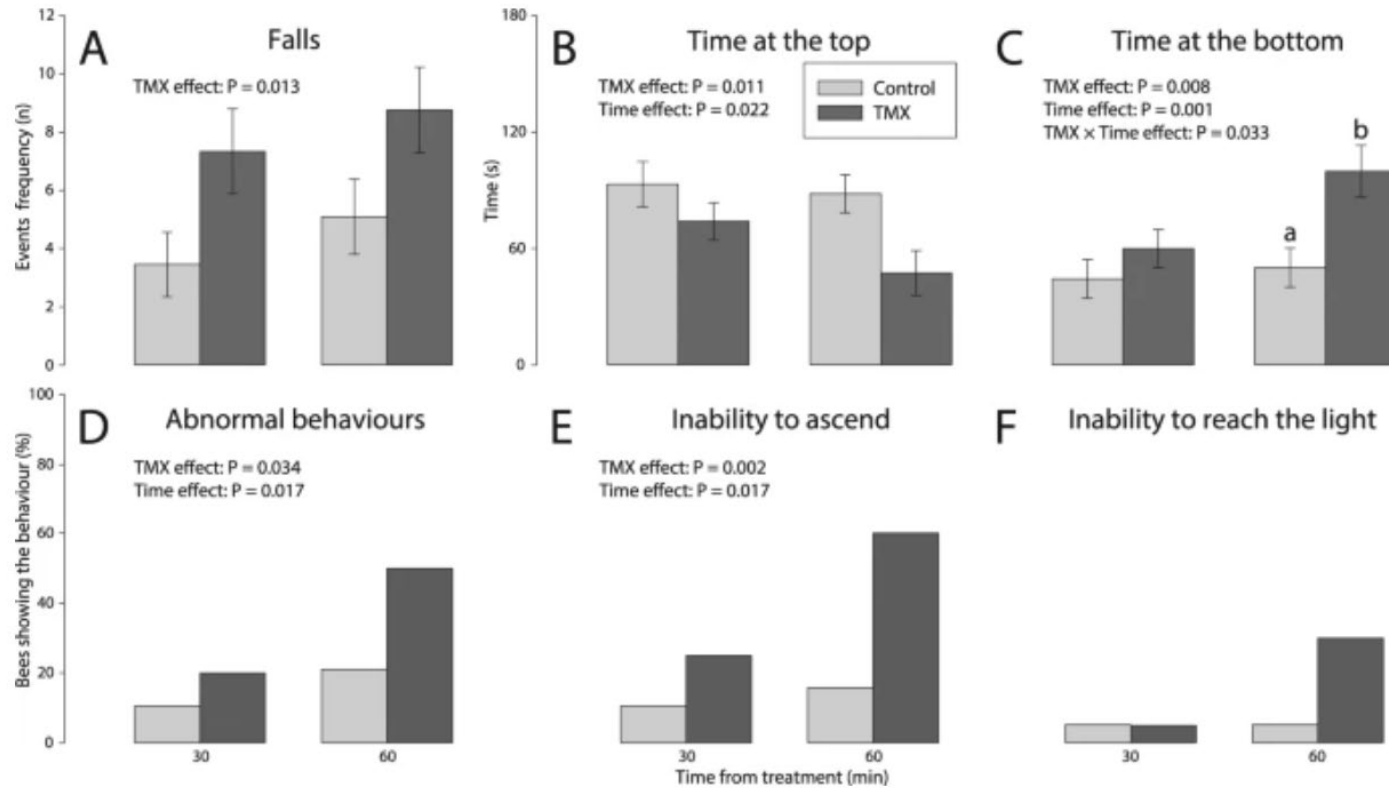 A
Falls
TMX effect: P = 0.013
Events frequency (n)
12
10
8
6
4
2
0
B
Time at the top
TMX effect: P = 0.011
Time effect: P = 0.022
Control
TMX
Time (s)
180
120
60
0
C
Time at the bottom
TMX effect: P = 0.008
Time effect: P = 0.001
TMX × Time effect: P = 0.033
a
b
D
Abnormal behaviours
TMX effect: P = 0.034
Time effect: P = 0.017
Bees showing the behaviour (%)
100
80
60
40
20
0
30
60
E
Inability to ascend
TMX effect: P = 0.002
Time effect: P = 0.017
30
60
F
Inability to reach the light
30
60
Time from treatment (min)